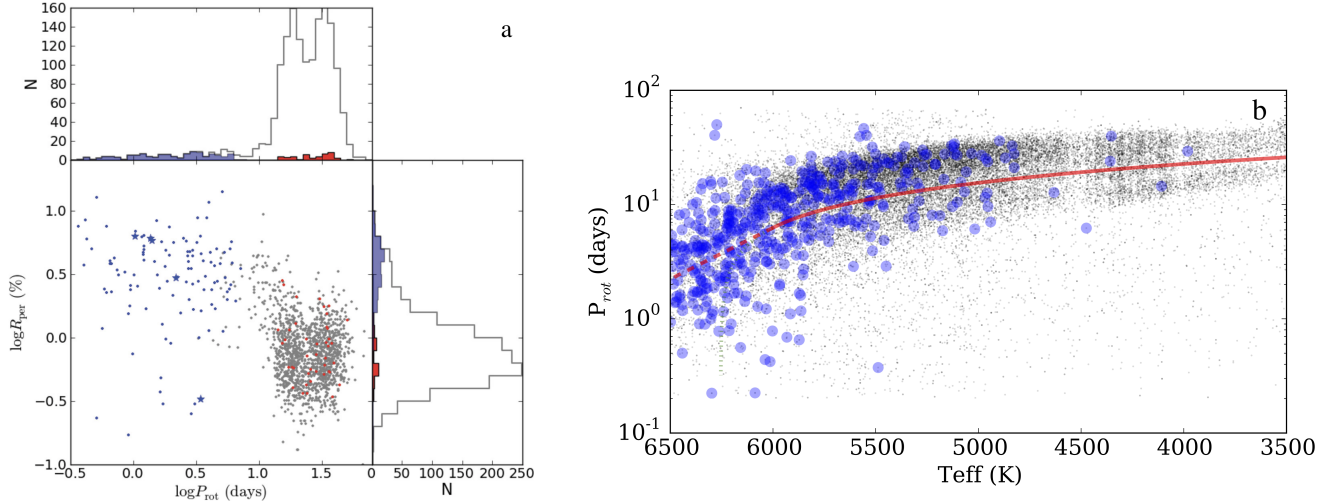 a
160
140
120
100
80
60
40
20
0
N
1.0
0.5
0.0
−0.5
−1.0
logR_per (%)
−0.5 0.0 0.5 1.0 1.5
logP_rot (days)
0 50 100 150 200 250
N
b
10^2
10^1
10^0
10^-1
P_rot (days)
6500 6000 5500 5000 4500 4000 3500
Teff (K)